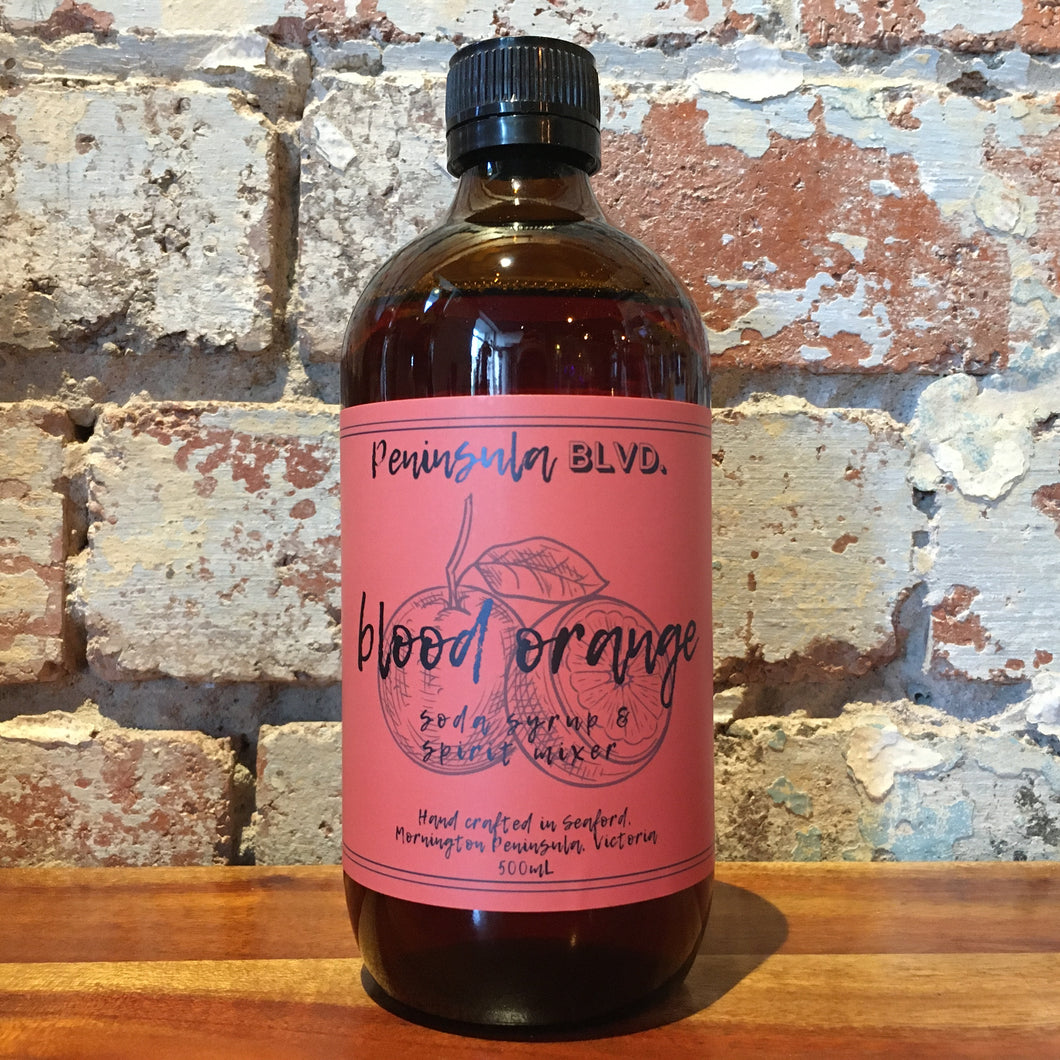 Peninsula BLVD.
blood orange
soda syrup &
spirit mixer
Hand crafted in Seaford,
Mornington Peninsula, Victoria
500mL